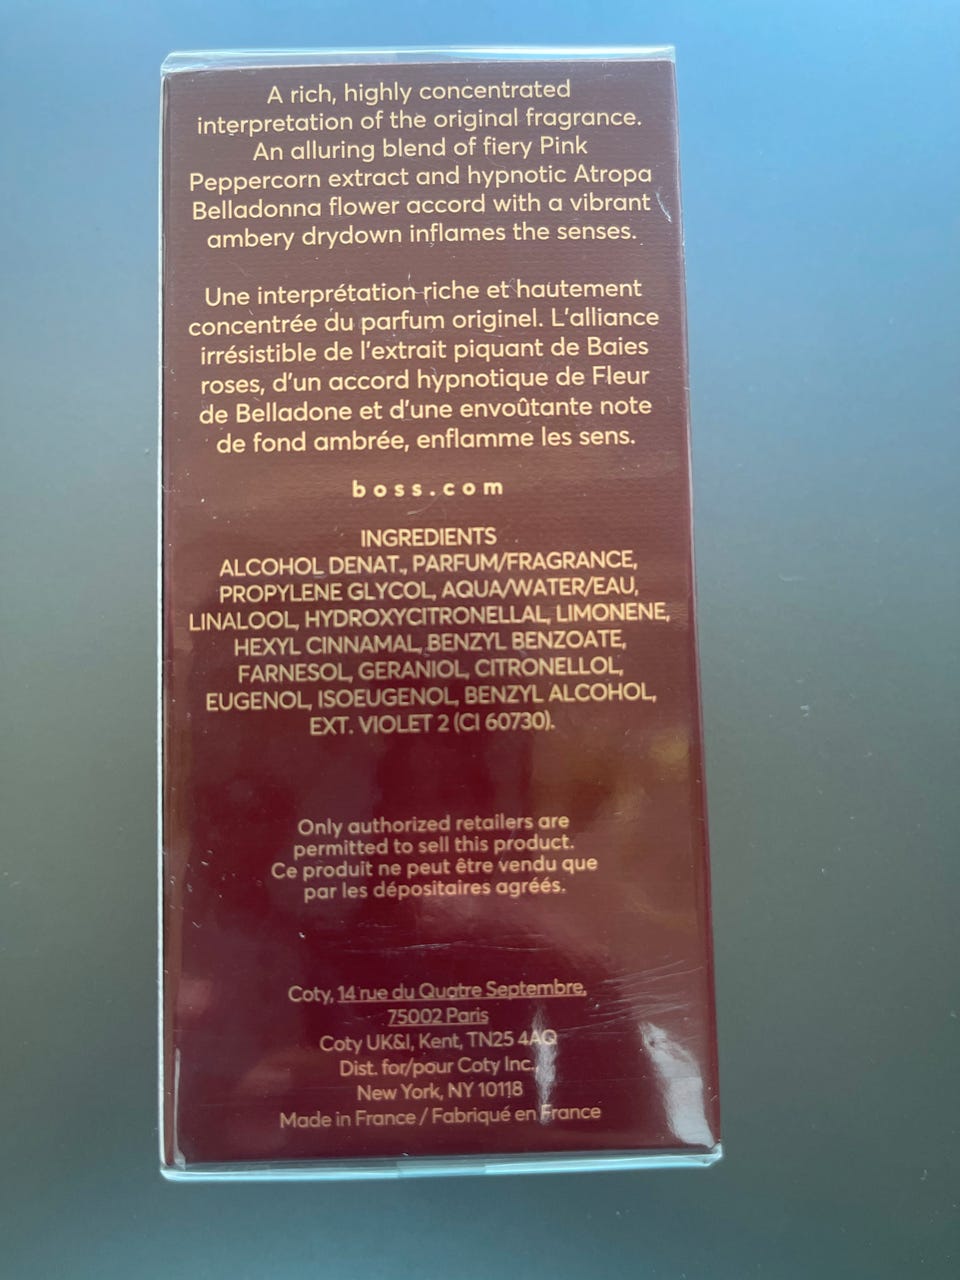 A rich, highly concentrated
interpretation of the original fragrance.
An alluring blend of fiery Pink
Peppercorn extract and hypnotic Atropa
Belladonna flower accord with a vibrant
ambery drydown inflames the senses.
Une interprétation riche et hautement
concentrée du parfum originel. L'alliance
irrésistible de l'extrait piquant de Baies
roses, d'un accord hypnotique de Fleur
de Belladone et d'une envoûtante note
de fond ambrée, enflamme les sens.
boss.com
INGREDIENTS
ALCOHOL DENAT., PARFUM/FRAGRANCE,
PROPYLENE GLYCOL, AQUA/WATER/EAU,
LINALOOL, HYDROXYCITRONELLAL, LIMONENE,
HEXYL CINNAMAL, BENZYL BENZOATE,
FARNESOL, GERANIOL, CITRONELLOL,
EUGENOL, ISOEUGENOL, BENZYL ALCOHOL,
EXT. VIOLET 2 (CI 60730).
Only authorized retailers are
permitted to sell this product.
Ce produit ne peut être vendu que
par les dépositaires agréés.
Coty, 14 rue du Quatre Septembre,
75002 Paris
Coty UK&I, Kent, TN25 4AQ
Dist. for/pour Coty Inc.,
New York, NY 10118
Made in France / Fabriqué en France